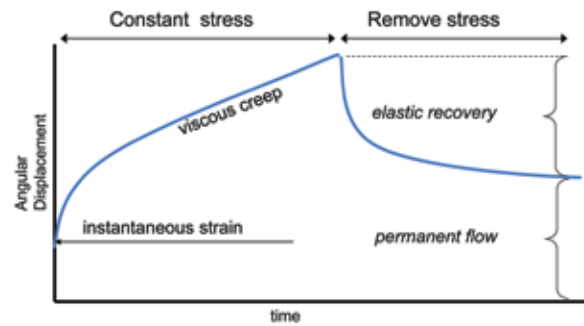 Constant stress
Remove stress
viscous creep
elastic recovery
Angular
Displacement
instantaneous strain
permanent flow
time